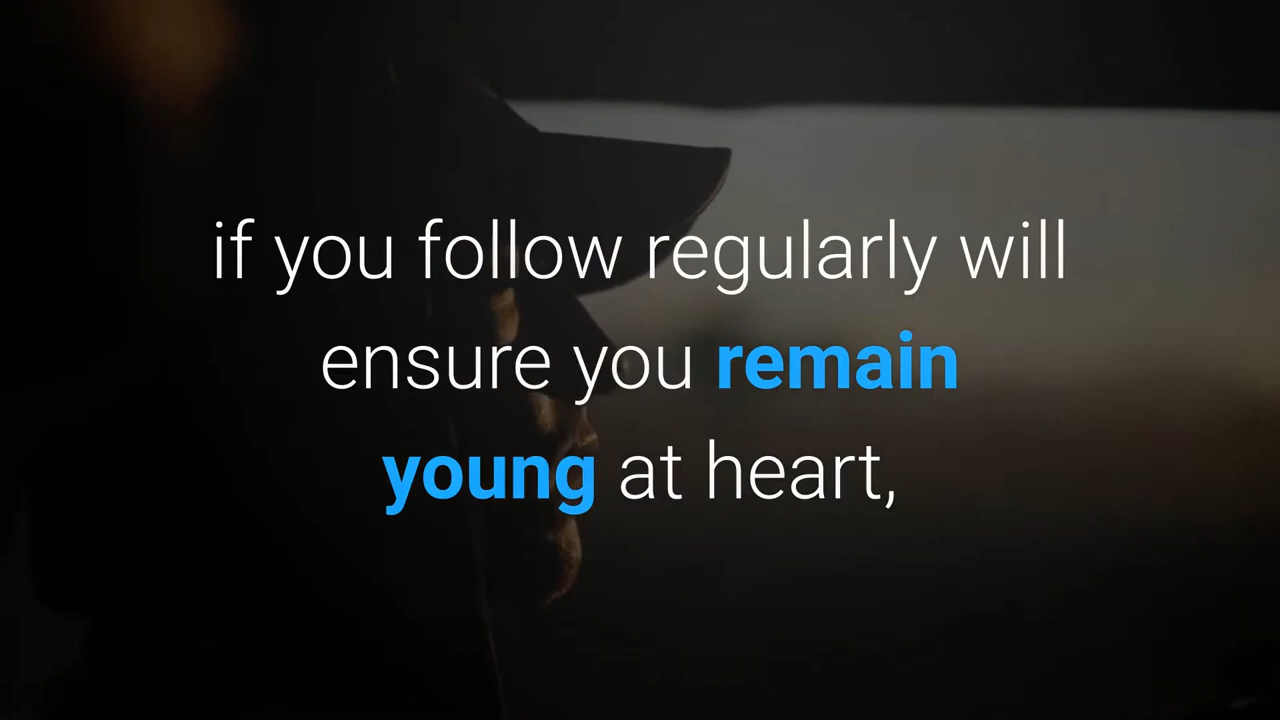 if you follow regularly will
ensure you remain
young at heart,